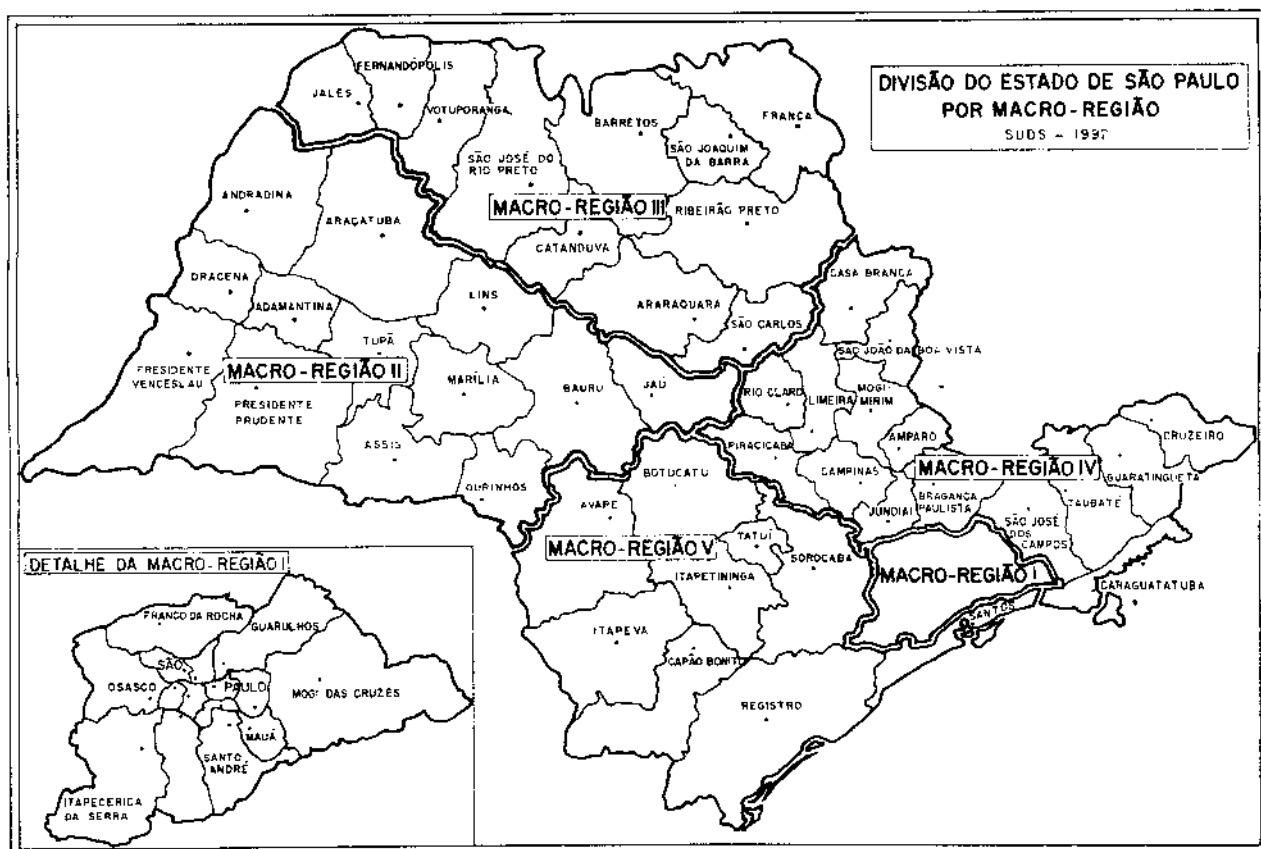 DIVISÃO DO ESTADO DE SÃO PAULO
POR MACRO-REGIÃO
SUDS - 1992
FERNANDÓPOLIS
JALES
VOTUPORANGA
BARRETOS
FRANCA
SÃO JOAQUIM
DA BARRA
SÃO JOSÉ DO
RIO PRETO
ANDRADINA
MACRO-REGIÃO III
RIBEIRÃO PRETO
ARAÇATUBA
CATANDUVA
DRACENA
CASA BRANCA
ADAMANTINA
LINS
ARARAQUARA
SÃO CARLOS
TUPÃ
SÃO JOÃO DA BOA VISTA
PRESIDENTE
VENCESLAU
MACRO-REGIÃO II
MARÍLIA
BAURU
JAÚ
RIO CLARO
LIMEIRA
MOGI
MIRIM
PRESIDENTE
PRUDENTE
ASSIS
PIRACICABA
AMPARO
CRUZEIRO
OURINHOS
BOTUCATU
CAMPINAS
MACRO-REGIÃO IV
GUARATINGUETA
AVARE
JUNDIAI
BRAGANÇA
PAULISTA
TAUBATÉ
SÃO JOSÉ
DOS
CAMPOS
MACRO-REGIÃO V
TATUÍ
SOROCABA
ITAPETININGA
MACRO-REGIÃO I
CARAGUATATUBA
SANTOS
ITAPEVA
CAPÃO BONITO
REGISTRO
DETALHE DA MACRO-REGIÃO I
FRANCO DA ROCHA
GUARULHOS
SÃO
PAULO
OSASCO
MOGI DAS CRUZES
MAUÁ
SANTO
ANDRÉ
ITAPECERICA
DA SERRA